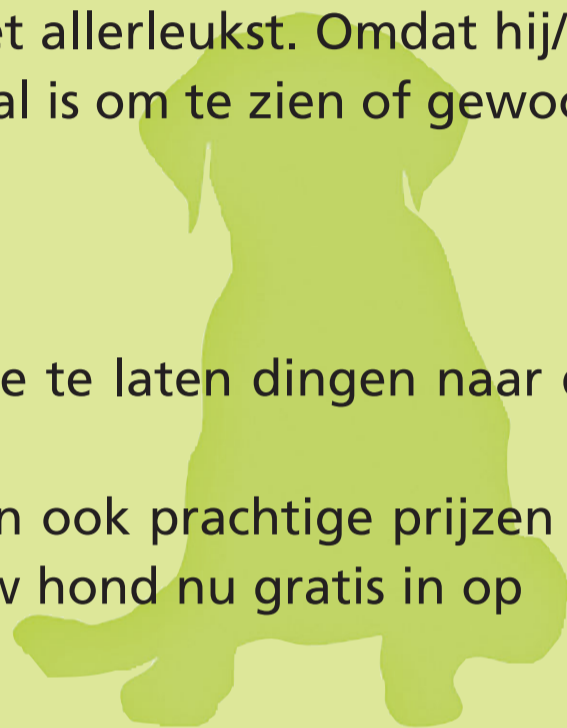 et allerleukst. Omdat hij/
al is om te zien of gewoo
e te laten dingen naar
n ook prachtige prijzen
w hond nu gratis in op